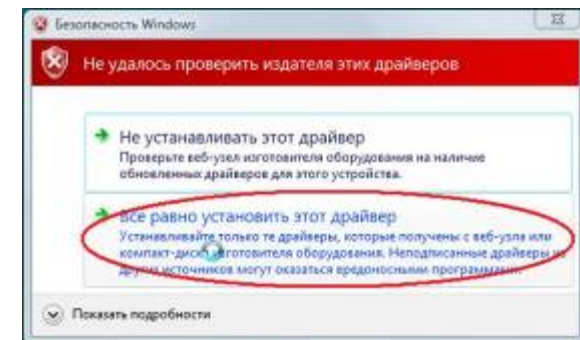 Безопасность Windows
Не удалось проверить издателя этих драйверов
Не устанавливать этот драйвер
Проверьте веб-узел изготовителя оборудования на наличие
обновленных драйверов для этого устройства.
Все равно установить этот драйвер
Устанавливайте только те драйверы, которые получены с веб-узла или
компакт-диска изготовителя оборудования. Неподписанные драйверы из
других источников могут оказаться вредоносными программами.
Показать подробности